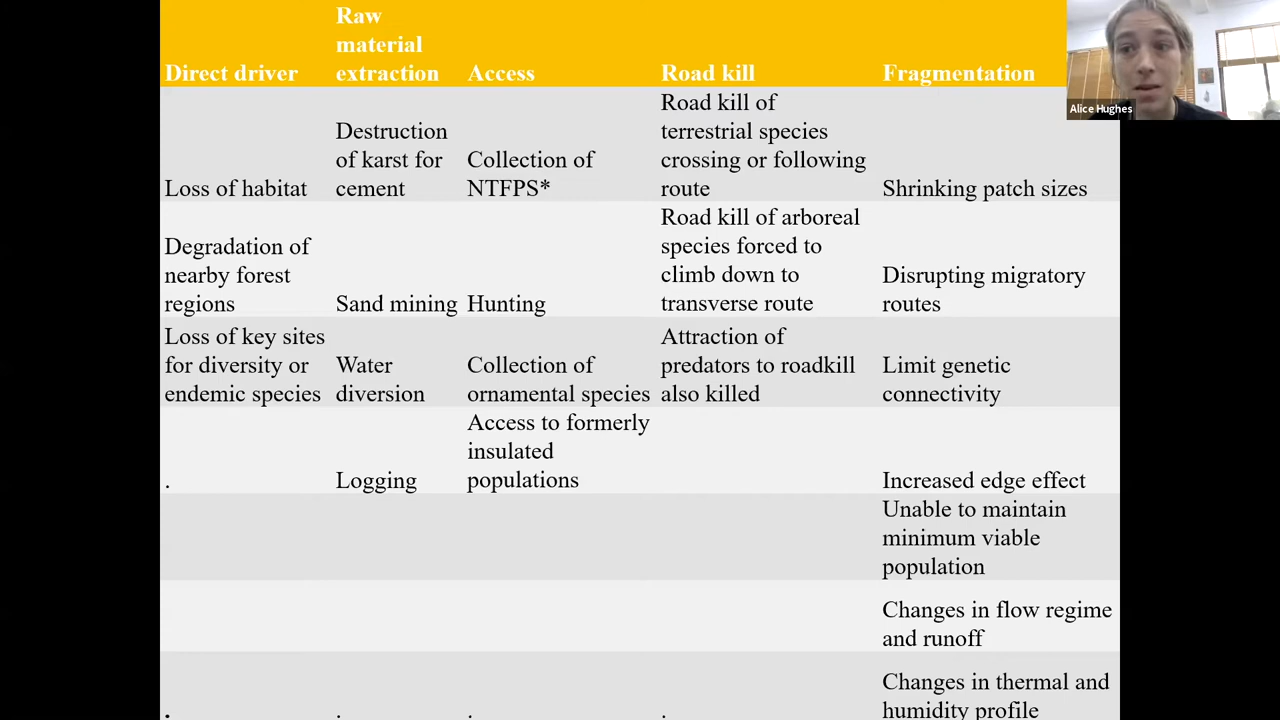 Raw
material
Direct driver extraction Access Road kill Fragmentation
Alice Hughes
Road kill of
Destruction terrestrial species
of karst for Collection of crossing or following
Loss of habitat cement NTFPS* route Shrinking patch sizes
Road kill of arboreal
Degradation of species forced to
nearby forest climb down to Disrupting migratory
regions Sand mining Hunting transverse route routes
Loss of key sites Attraction of
for diversity or Water Collection of predators to roadkill Limit genetic
endemic species diversion ornamental species also killed connectivity
Access to formerly
insulated
. Logging populations Increased edge effect
Unable to maintain
minimum viable
population
Changes in flow regime
and runoff
Changes in thermal and
. . . . humidity profile